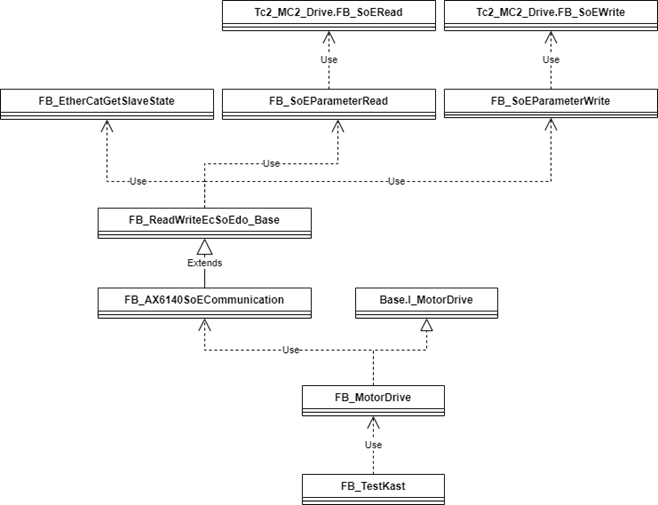 Tc2_MC2_Drive.FB_SoERead
Tc2_MC2_Drive.FB_SoEWrite
Use
Use
FB_EtherCatGetSlaveState
FB_SoEParameterRead
FB_SoEParameterWrite
Use
Use
Use
FB_ReadWriteEcSoEdo_Base
Extends
FB_AX6140SoECommunication
Base.I_MotorDrive
Use
FB_MotorDrive
Use
FB_TestKast